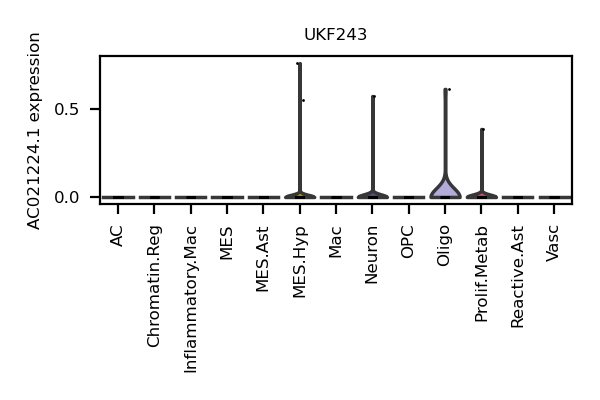 UKF243
AC021224.1 expression
0.5
0.0
AC
Chromatin.Reg
Inflammatory.Mac
MES
MES.Ast
MES.Hyp
Mac
Neuron
OPC
Oligo
Prolif.Metab
Reactive.Ast
Vasc